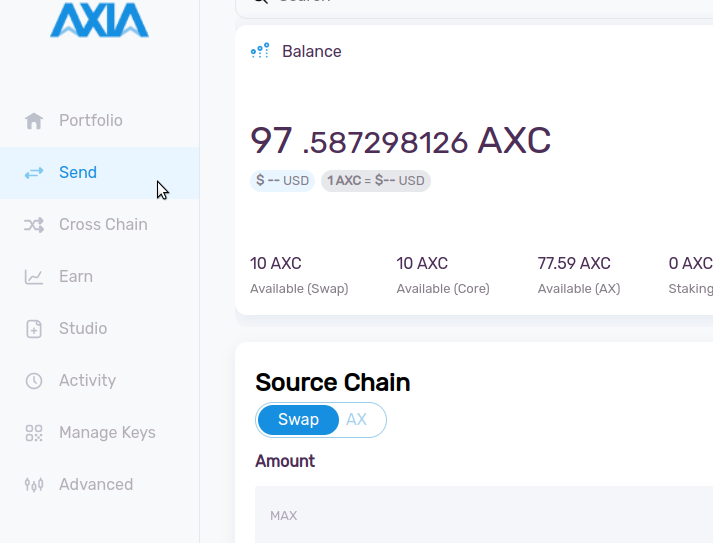 AXIA
Portfolio
Send
Cross Chain
Earn
Studio
Activity
Manage Keys
Advanced
Balance
97 .587298126 AXC
$ -- USD 1 AXC = $-- USD
10 AXC 10 AXC 77.59 AXC 0 AXC
Available (Swap) Available (Core) Available (AX) Staking
Source Chain
Swap AX
Amount
MAX